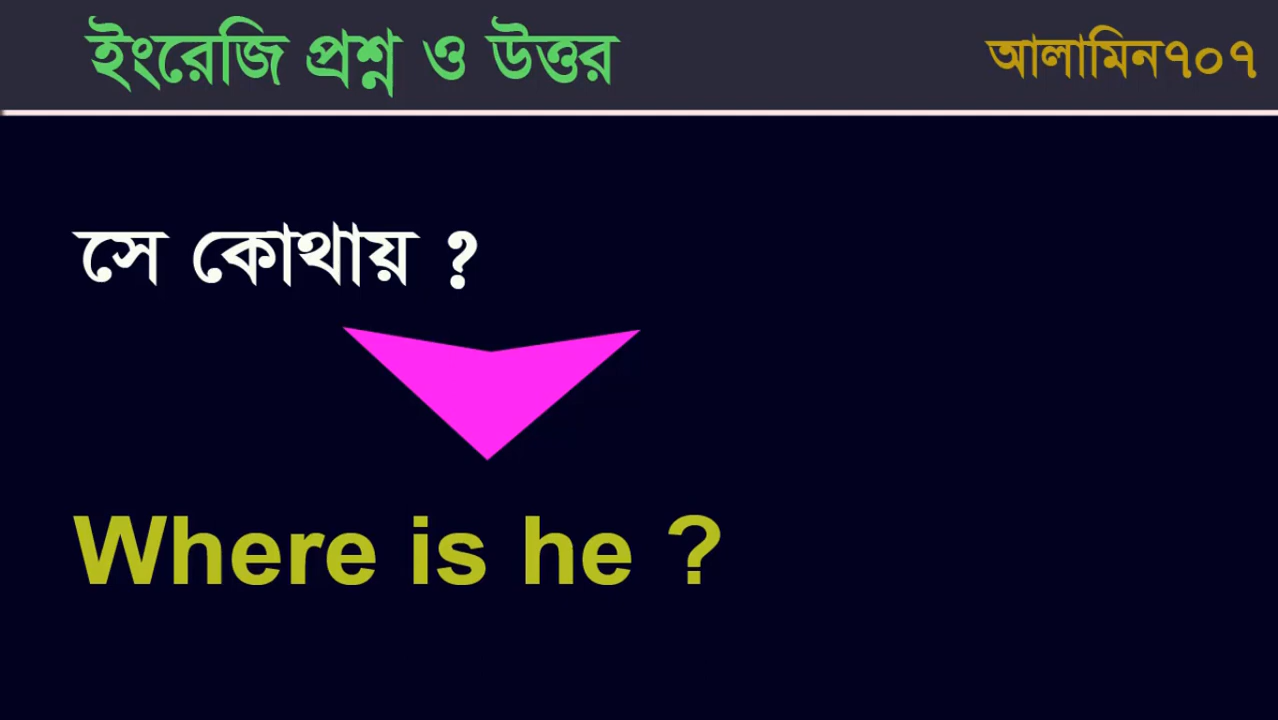 ইংরেজি প্রশ্ন ও উত্তর
আলামিন৭০৭
সে কোথায় ?
Where is he ?